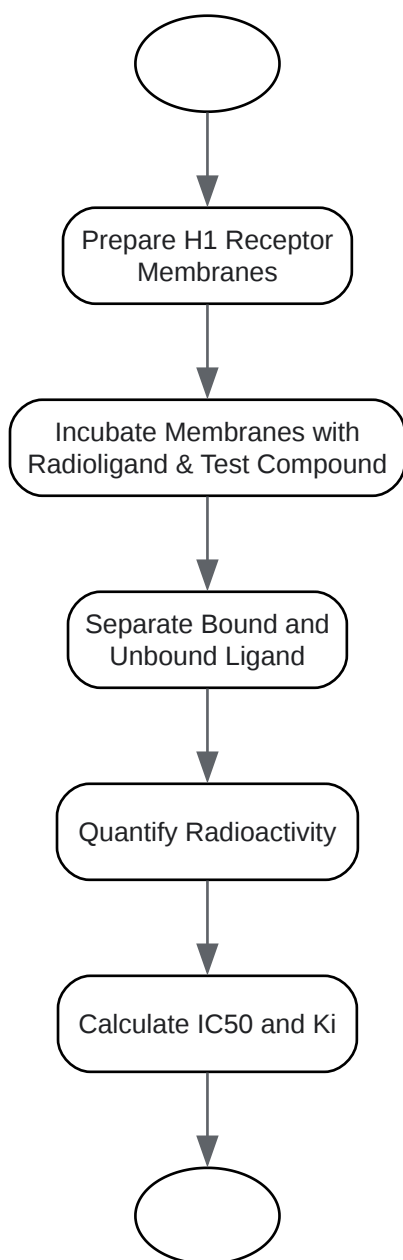 Prepare H1 Receptor
Membranes
Incubate Membranes with
Radioligand & Test Compound
Separate Bound and
Unbound Ligand
Quantify Radioactivity
Calculate IC50 and Ki